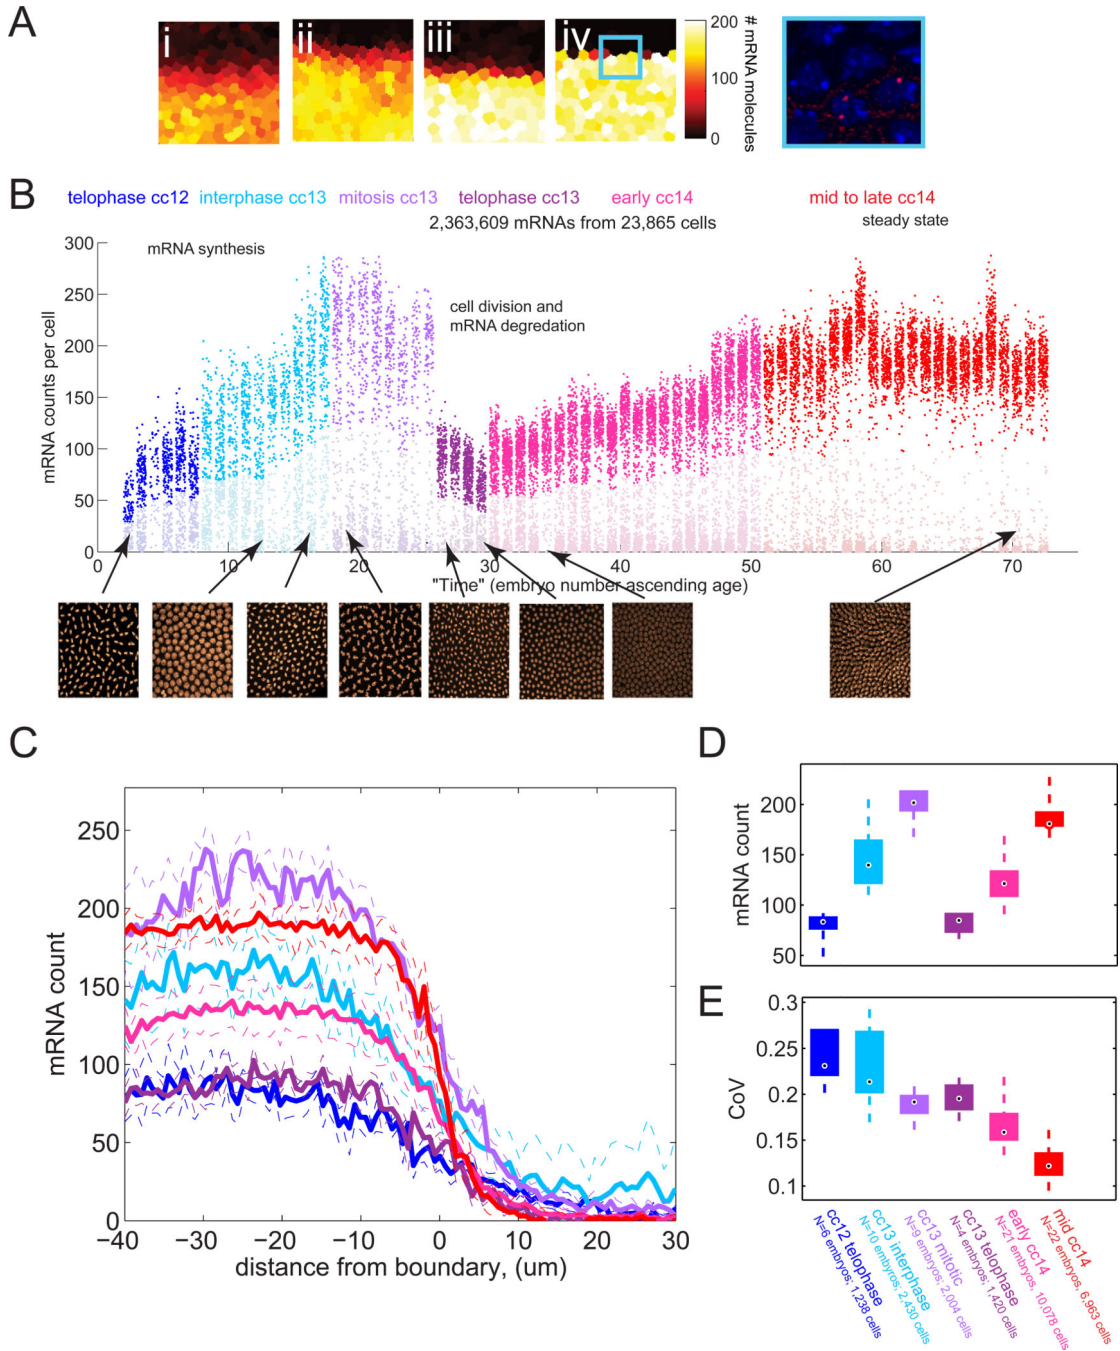 A
i
ii
iii
iv
200
100
0
# mRNA molecules
B
telophase cc12 interphase cc13 mitosis cc13 telophase cc13 early cc14 mid to late cc14
2,363,609 mRNAs from 23,865 cells
steady state
mRNA synthesis
cell division and
mRNA degredation
mRNA counts per cell
300
250
200
150
100
50
0
0 10 20 30 40 50 60 70
"Time" (embryo number ascending age)
C
mRNA count
250
200
150
100
50
0
−40 −30 −20 −10 0 10 20 30
distance from boundary, (um)
D
mRNA count
200
150
100
50
E
CoV
0.3
0.25
0.2
0.15
0.1
cc12 telophase
N=6 embryos; 1,238 cells
cc13 interphase
N=10 embyros; 2,430 cells
cc13 mitotic
N=9 embyros; 2,004 cells
cc13 telophase
N=4 embryos; 1,420 cells
early cc14
N=21 embryos, 10,078 cells
mid cc14
N=22 embryos, 6,963 cells